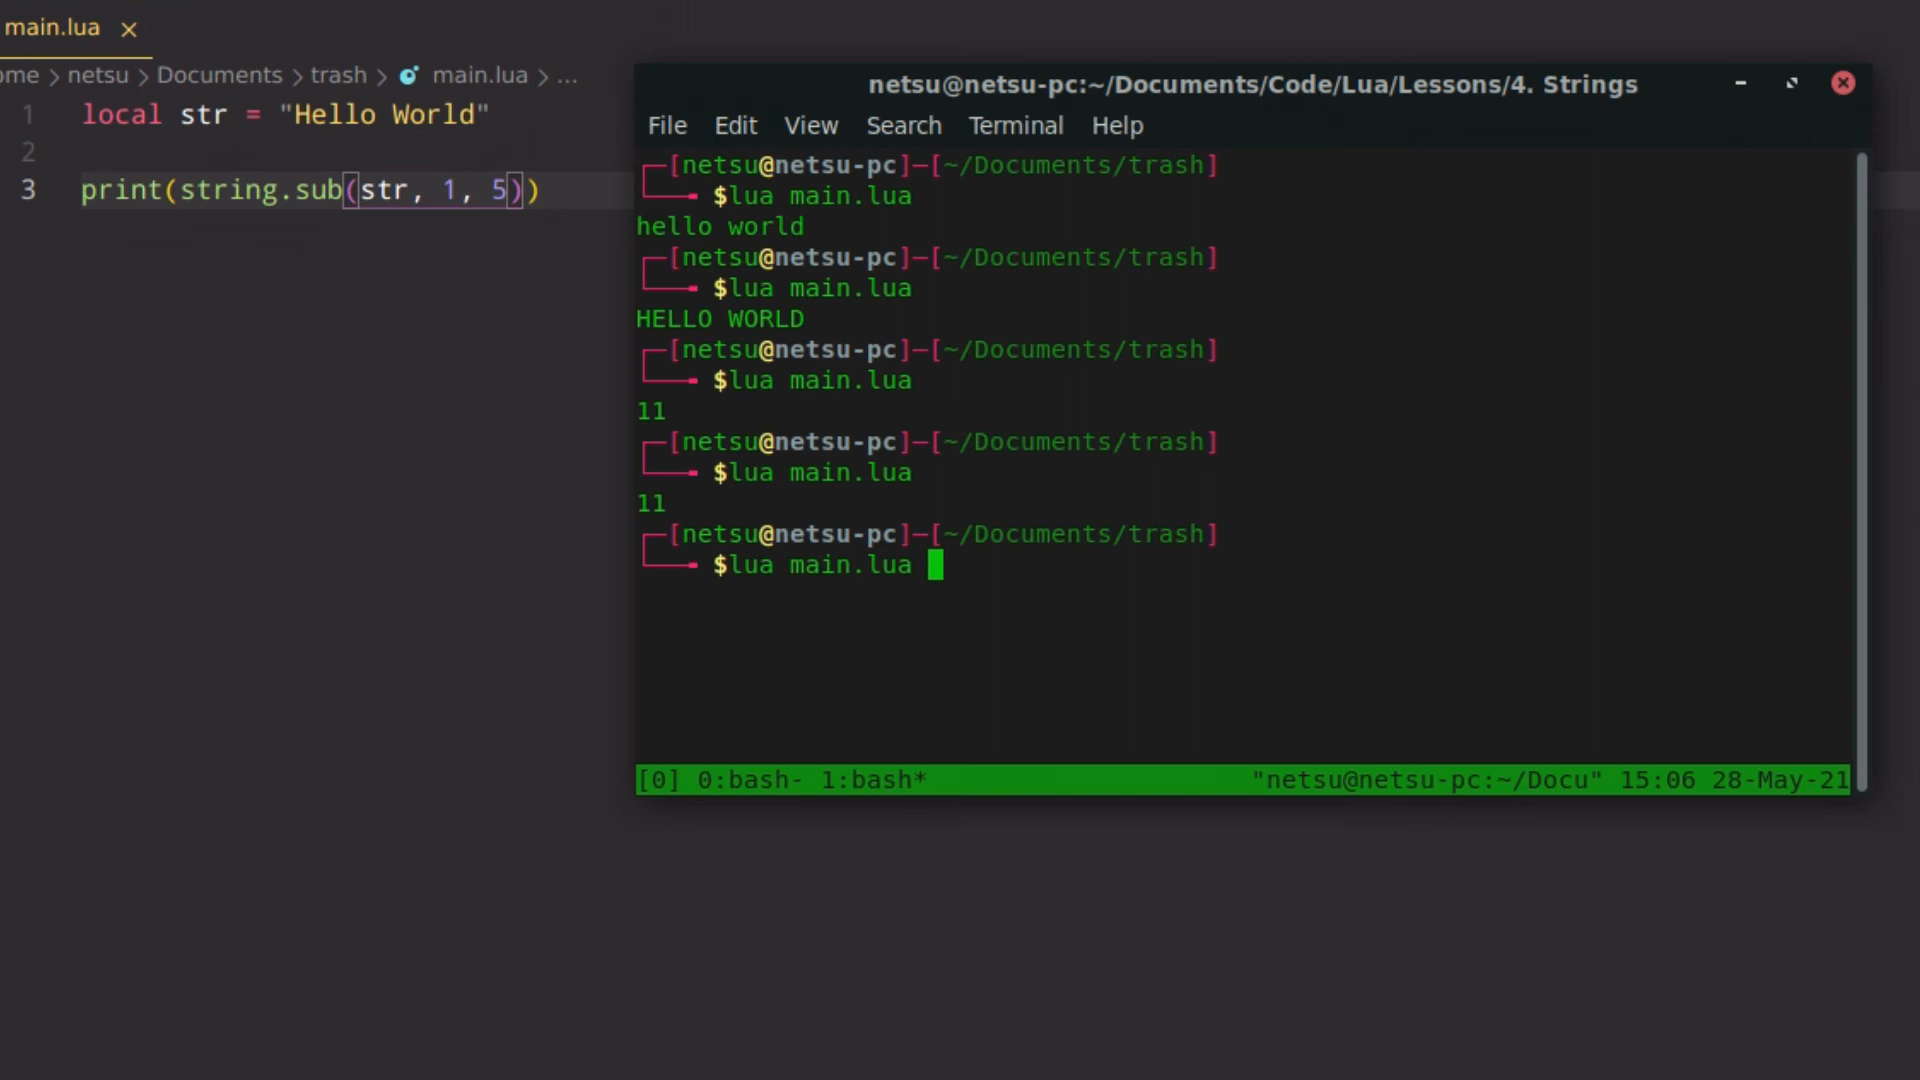 main.lua ×
ome > netsu > Documents > trash > main.lua > ...
1 local str = "Hello World"
2
3 print(string.sub(str, 1, 5))
netsu@netsu-pc:~/Documents/Code/Lua/Lessons/4. Strings
File Edit View Search Terminal Help
┌─[netsu@netsu-pc]─[~/Documents/trash]
└──╼ $lua main.lua
hello world
┌─[netsu@netsu-pc]─[~/Documents/trash]
└──╼ $lua main.lua
HELLO WORLD
┌─[netsu@netsu-pc]─[~/Documents/trash]
└──╼ $lua main.lua
11
┌─[netsu@netsu-pc]─[~/Documents/trash]
└──╼ $lua main.lua
11
┌─[netsu@netsu-pc]─[~/Documents/trash]
└──╼ $lua main.lua
[0] 0:bash- 1:bash* "netsu@netsu-pc:~/Docu" 15:06 28-May-21